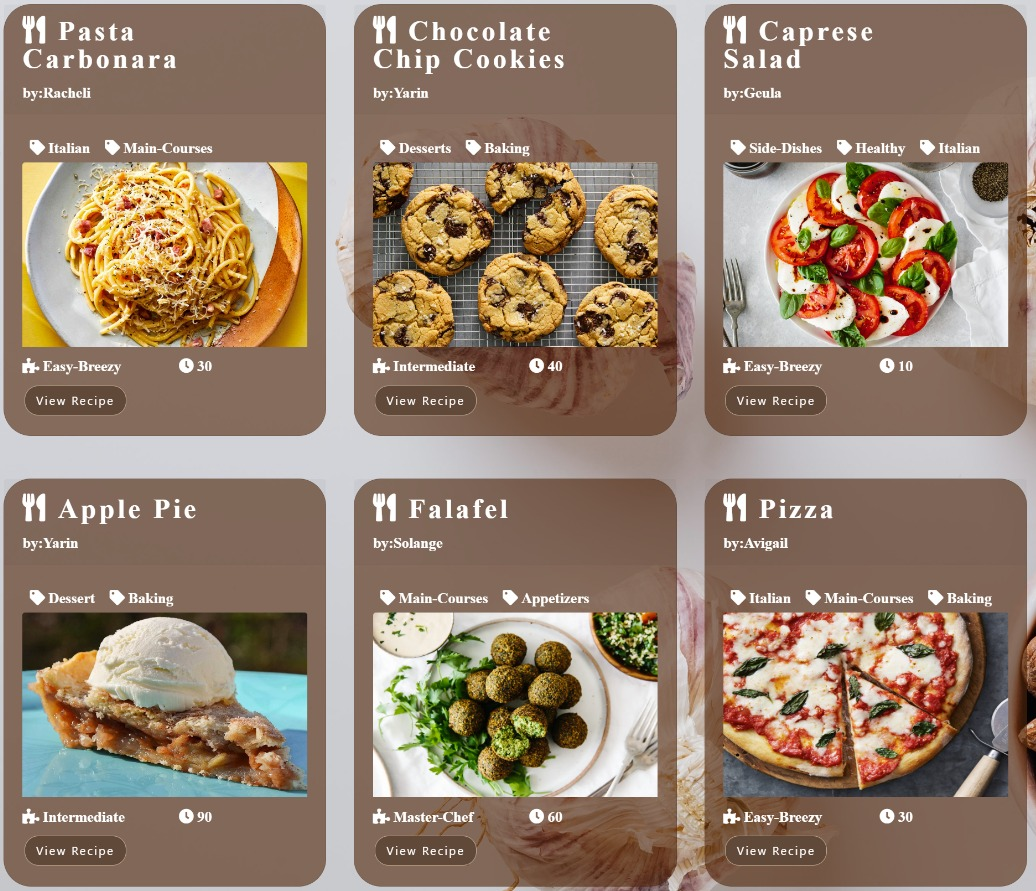 Pasta
Carbonara
by:Racheli
Italian Main-Courses
Easy-Breezy 30
View Recipe
Chocolate
Chip Cookies
by:Yarin
Desserts Baking
Intermediate 40
View Recipe
Caprese
Salad
by:Geula
Side-Dishes Healthy Italian
Easy-Breezy 10
View Recipe
Apple Pie
by:Yarin
Dessert Baking
Intermediate 90
View Recipe
Falafel
by:Solange
Main-Courses Appetizers
Master-Chef 60
View Recipe
Pizza
by:Avigail
Italian Main-Courses Baking
Easy-Breezy 30
View Recipe